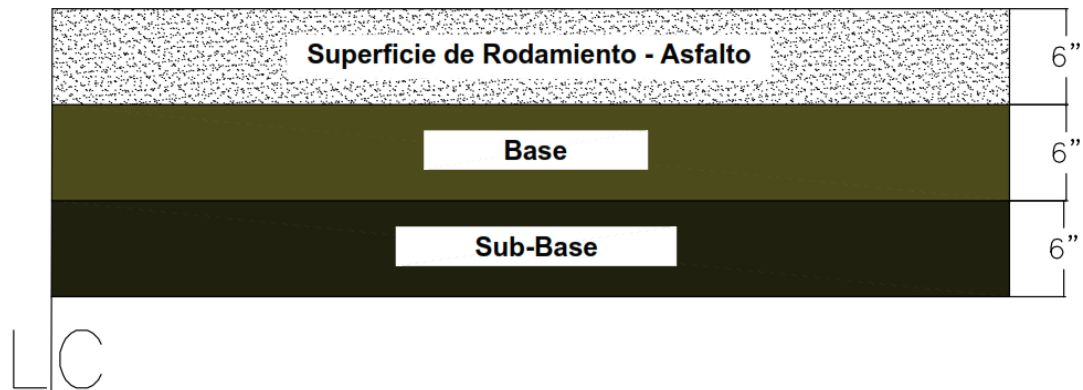 Superficie de Rodamiento - Asfalto
6”
Base
6”
Sub-Base
6”
LC